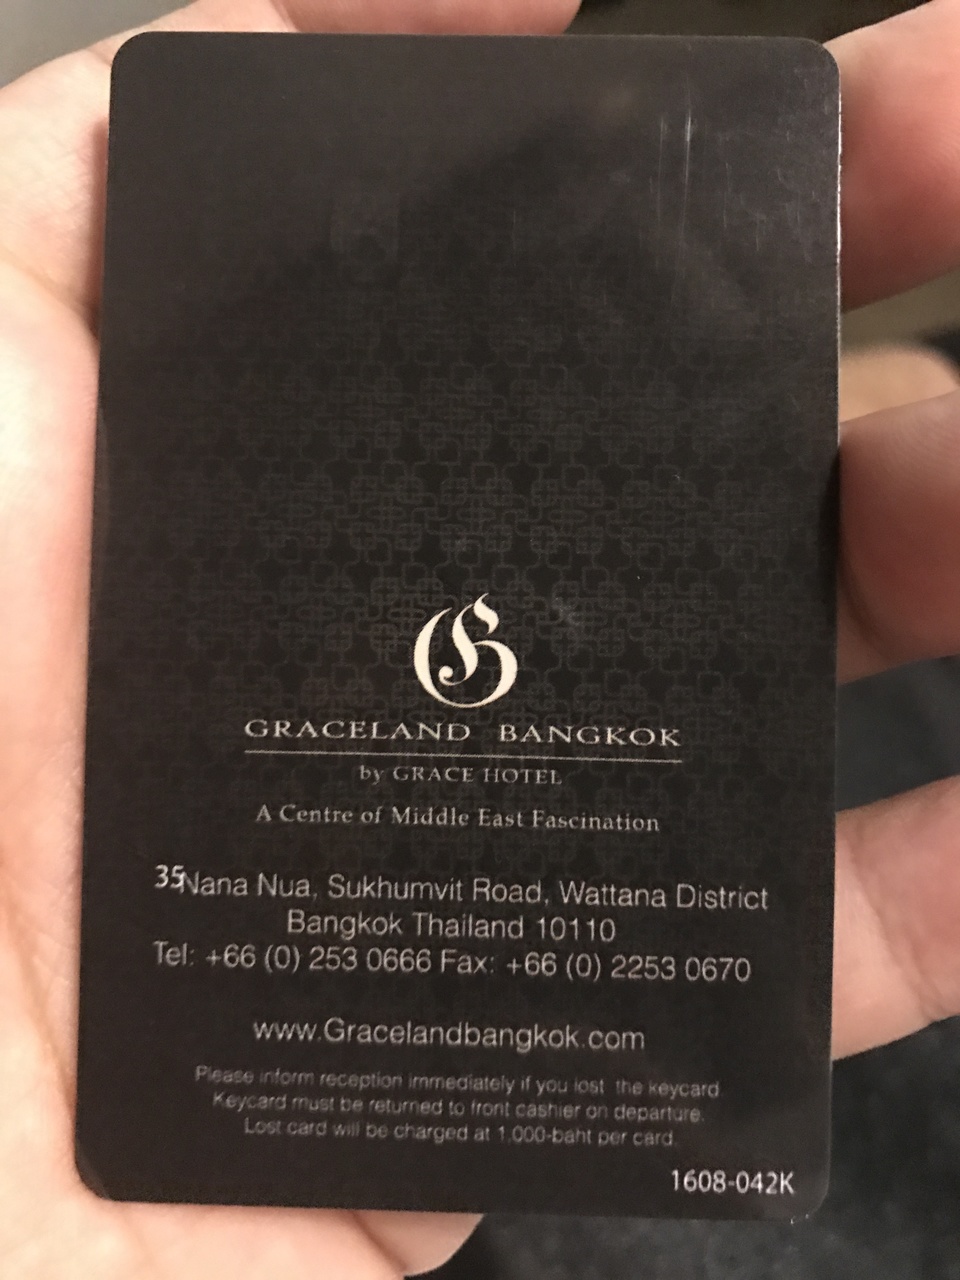 G
GRACELAND BANGKOK
by GRACE HOTEL
A Centre of Middle East Fascination
35Nana Nua, Sukhumvit Road, Wattana District
Bangkok Thailand 10110
Tel: +66 (0) 253 0666 Fax: +66 (0) 2253 0670
www.Gracelandbangkok.com
Please inform reception immediately if you lost the keycard
Keycard must be returned to front cashier on departure.
Lost card will be charged at 1,000-baht per card.
1608-042K